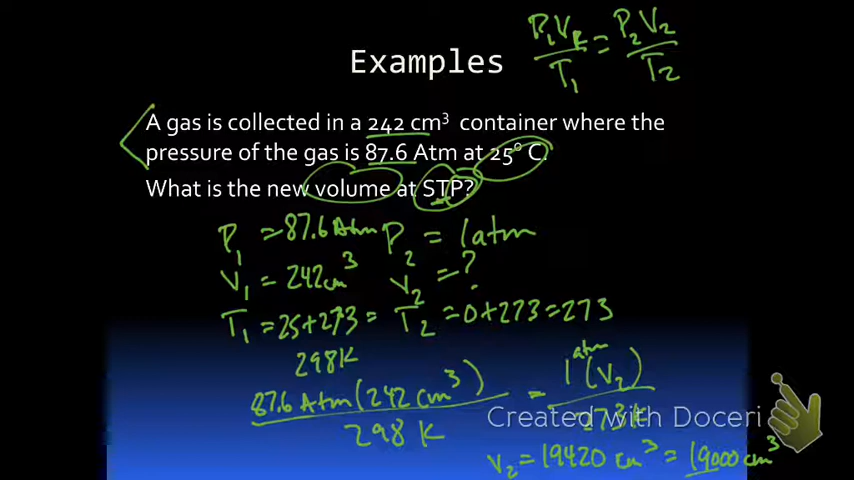 P₁V₁/T₁ = P₂V₂/T₂
Examples
A gas is collected in a 242 cm³ container where the
pressure of the gas is 87.6 Atm at 25° C.
What is the new volume at STP?
P₁ = 87.6 Atm P₂ = 1 atm
V₁ = 242 cm³ V₂ = ?
T₁ = 25+273 = T₂ = 0+273 = 273
298K
87.6 Atm (242 cm³)/298 K = 1 atm (V₂)/273K
Created with Doceri
V₂ = 19420 cm³ = 19000 cm³